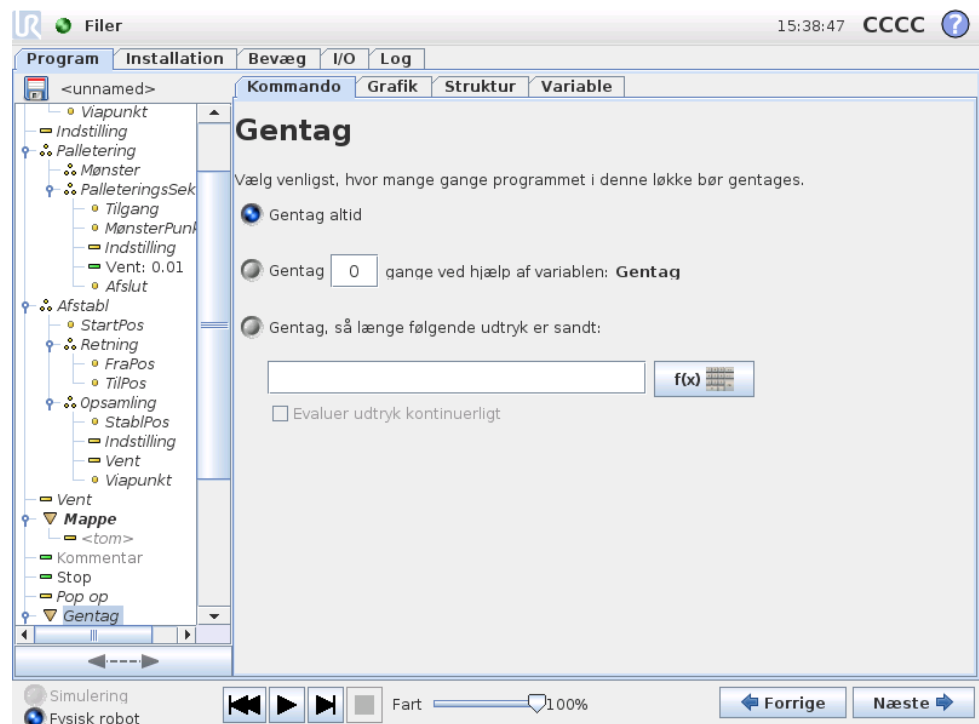 UR Filer 15:38:47 CCCC ?
Program Installation Bevæg I/O Log
<unnamed>
Kommando Grafik Struktur Variable
Viapunkt
Indstilling
Palletering
Mønster
PalleteringsSek
Tilgang
MønsterPunk
Indstilling
Vent: 0.01
Afslut
Afstabl
StartPos
Retning
FraPos
TilPos
Opsamling
StablPos
Indstilling
Vent
Viapunkt
Vent
Mappe
<tom>
Kommentar
Stop
Pop op
Gentag
Gentag
Vælg venligst, hvor mange gange programmet i denne løkke bør gentages.
Gentag altid
Gentag 0 gange ved hjælp af variablen: Gentag
Gentag, så længe følgende udtryk er sandt:
f(x)
Evaluer udtryk kontinuerligt
Simulering
Fysisk robot
Fart 100%
Forrige Næste